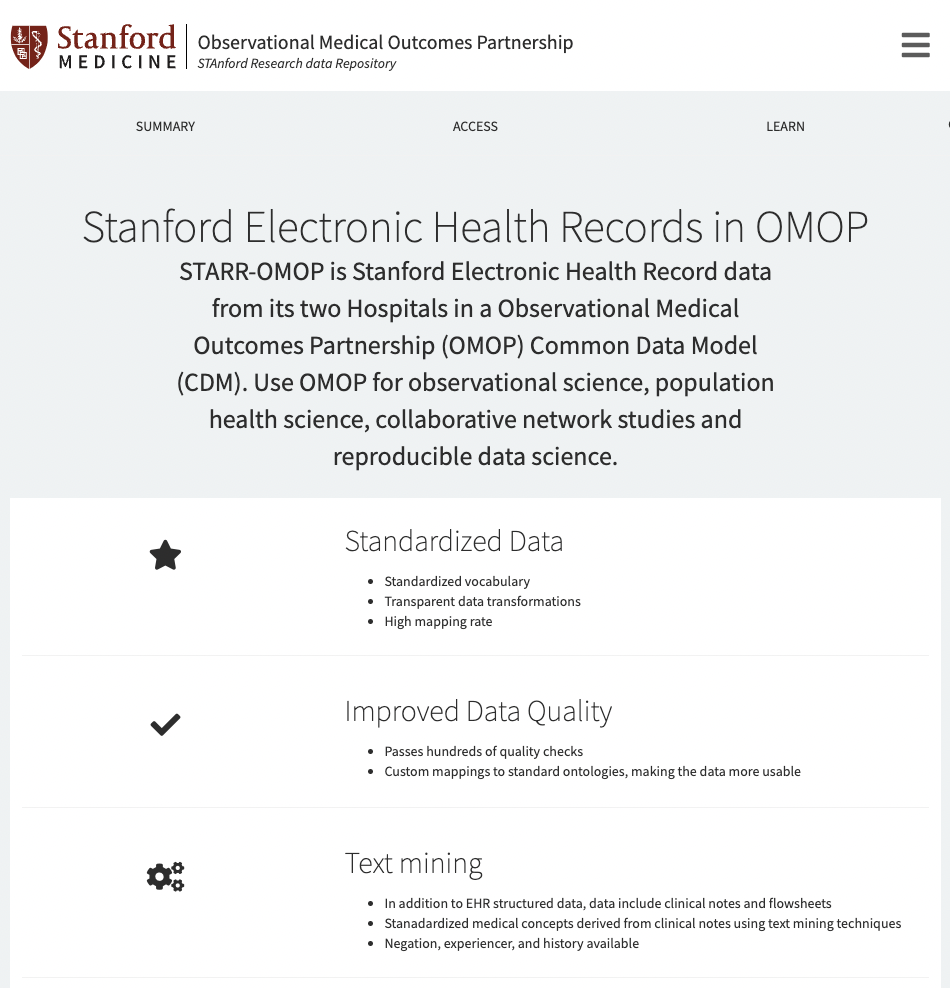 Stanford
MEDICINE
Observational Medical Outcomes Partnership
STAnford Research data Repository
SUMMARY
ACCESS
LEARN
Stanford Electronic Health Records in OMOP
STARR-OMOP is Stanford Electronic Health Record data
from its two Hospitals in a Observational Medical
Outcomes Partnership (OMOP) Common Data Model
(CDM). Use OMOP for observational science, population
health science, collaborative network studies and
reproducible data science.
Standardized Data
• Standardized vocabulary
• Transparent data transformations
• High mapping rate
Improved Data Quality
• Passes hundreds of quality checks
• Custom mappings to standard ontologies, making the data more usable
Text mining
• In addition to EHR structured data, data include clinical notes and flowsheets
• Stanadardized medical concepts derived from clinical notes using text mining techniques
• Negation, experiencer, and history available